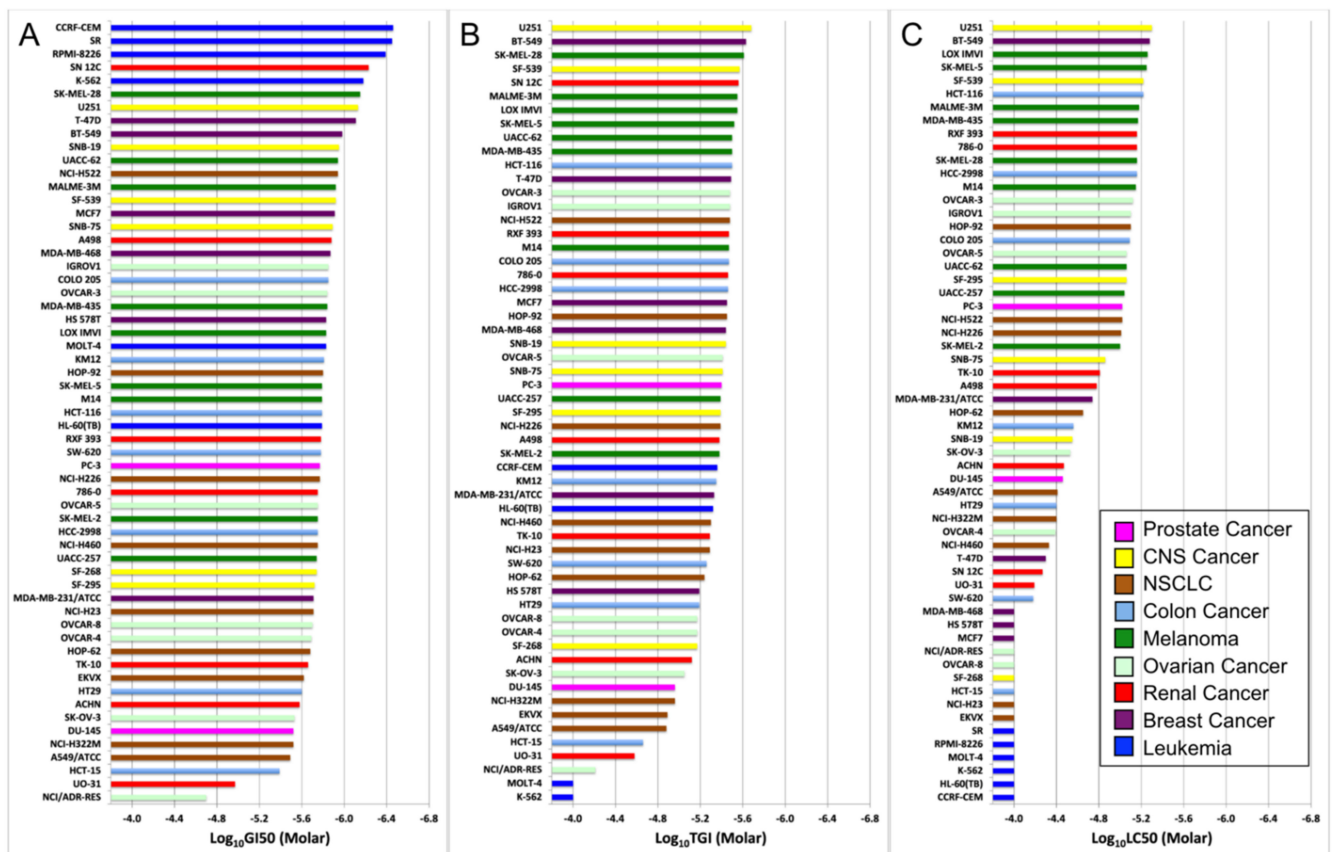 A
CCRF-CEM
SR
RPMI-8226
SN 12C
K-562
SK-MEL-28
U251
T-47D
BT-549
SNB-19
UACC-62
NCI-H522
MALME-3M
SF-539
MCF7
SNB-75
A498
MDA-MB-468
IGROV1
COLO 205
OVCAR-3
MDA-MB-435
HS 578T
LOX IMVI
MOLT-4
KM12
HOP-92
SK-MEL-5
M14
HCT-116
HL-60(TB)
RXF 393
SW-620
PC-3
NCI-H226
786-0
OVCAR-5
SK-MEL-2
HCC-2998
NCI-H460
UACC-257
SF-268
SF-295
MDA-MB-231/ATCC
NCI-H23
OVCAR-8
OVCAR-4
HOP-62
TK-10
EKVX
HT29
ACHN
SK-OV-3
DU-145
NCI-H322M
A549/ATCC
HCT-15
UO-31
NCI/ADR-RES
-4.0 -4.4 -4.8 -5.2 -5.6 -6.0 -6.4 -6.8
Log10GI50 (Molar)
B
U251
BT-549
SK-MEL-28
SF-539
SN 12C
MALME-3M
LOX IMVI
SK-MEL-5
UACC-62
MDA-MB-435
HCT-116
T-47D
OVCAR-3
IGROV1
NCI-H522
RXF 393
M14
COLO 205
786-0
HCC-2998
MCF7
HOP-92
MDA-MB-468
SNB-19
OVCAR-5
SNB-75
PC-3
UACC-257
SF-295
NCI-H226
A498
SK-MEL-2
CCRF-CEM
KM12
MDA-MB-231/ATCC
HL-60(TB)
NCI-H460
TK-10
NCI-H23
SW-620
HOP-62
HS 578T
HT29
OVCAR-8
OVCAR-4
SF-268
ACHN
SK-OV-3
DU-145
NCI-H322M
EKVX
A549/ATCC
HCT-15
UO-31
NCI/ADR-RES
MOLT-4
K-562
-4.0 -4.4 -4.8 -5.2 -5.6 -6.0 -6.4 -6.8
Log10TGI (Molar)
C
U251
BT-549
LOX IMVI
SK-MEL-5
SF-539
HCT-116
MALME-3M
MDA-MB-435
RXF 393
786-0
SK-MEL-28
HCC-2998
M14
OVCAR-3
IGROV1
HOP-92
COLO 205
OVCAR-5
UACC-62
SF-295
UACC-257
PC-3
NCI-H522
NCI-H226
SK-MEL-2
SNB-75
TK-10
A498
MDA-MB-231/ATCC
HOP-62
KM12
SNB-19
SK-OV-3
ACHN
DU-145
A549/ATCC
HT29
NCI-H322M
OVCAR-4
NCI-H460
T-47D
SN 12C
UO-31
SW-620
MDA-MB-468
HS 578T
MCF7
NCI/ADR-RES
OVCAR-8
SF-268
HCT-15
NCI-H23
EKVX
SR
RPMI-8226
MOLT-4
K-562
HL-60(TB)
CCRF-CEM
-4.0 -4.4 -4.8 -5.2 -5.6 -6.0 -6.4 -6.8
Log10LC50 (Molar)
Prostate Cancer
CNS Cancer
NSCLC
Colon Cancer
Melanoma
Ovarian Cancer
Renal Cancer
Breast Cancer
Leukemia